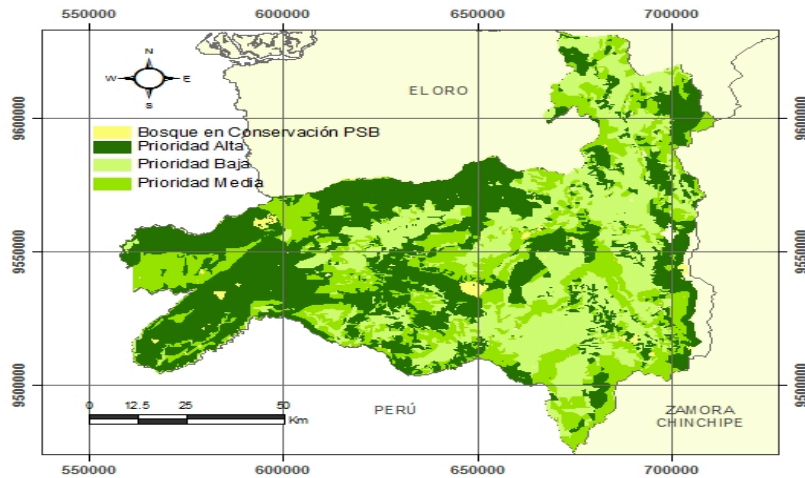 550000 600000 650000 700000
N
W E
S
EL ORO
9600000 9600000
Bosque en Conservación PSB
Prioridad Alta
Prioridad Baja
Prioridad Media
9550000 9550000
9500000 9500000
0 12.5 25 50
Km
PERÚ
ZAMORA
CHINCHIPE
550000 600000 650000 700000